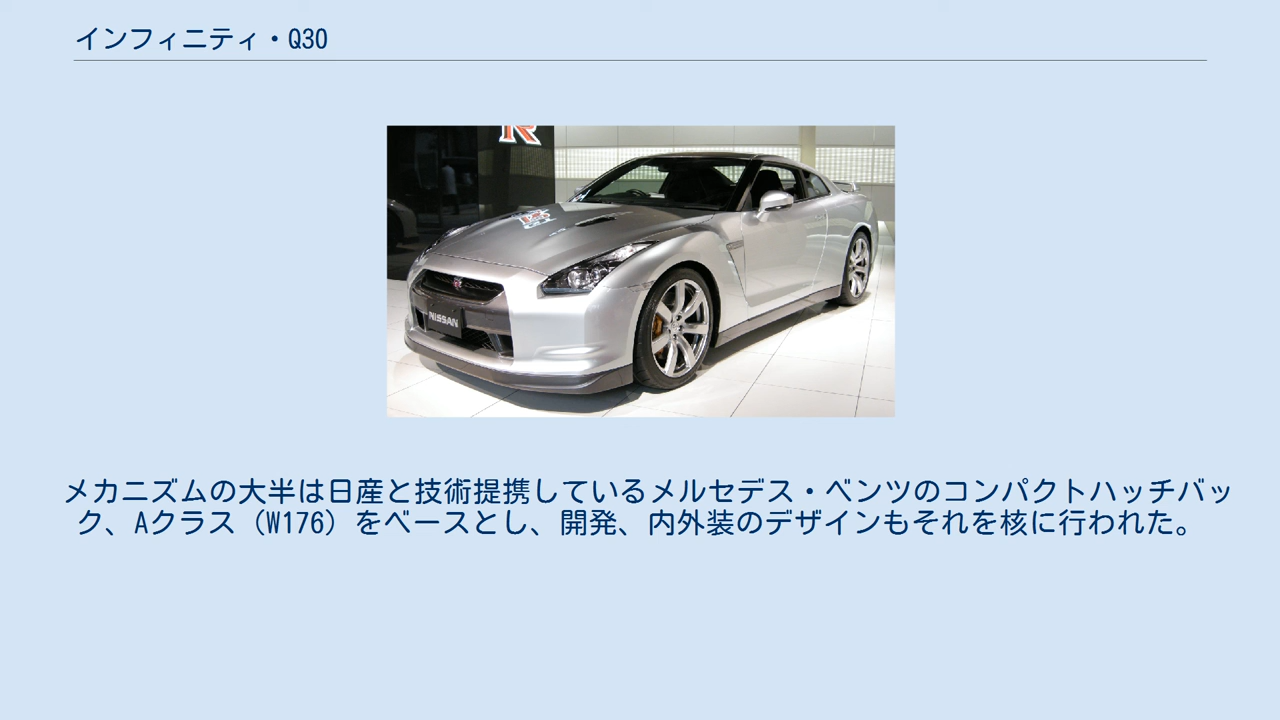 インフィニティ・Q30
R
GT-R
NISSAN
メカニズムの大半は日産と技術提携しているメルセデス・ベンツのコンパクトハッチバッ
ク、Aクラス（W176）をベースとし、開発、内外装のデザインもそれを核に行われた。